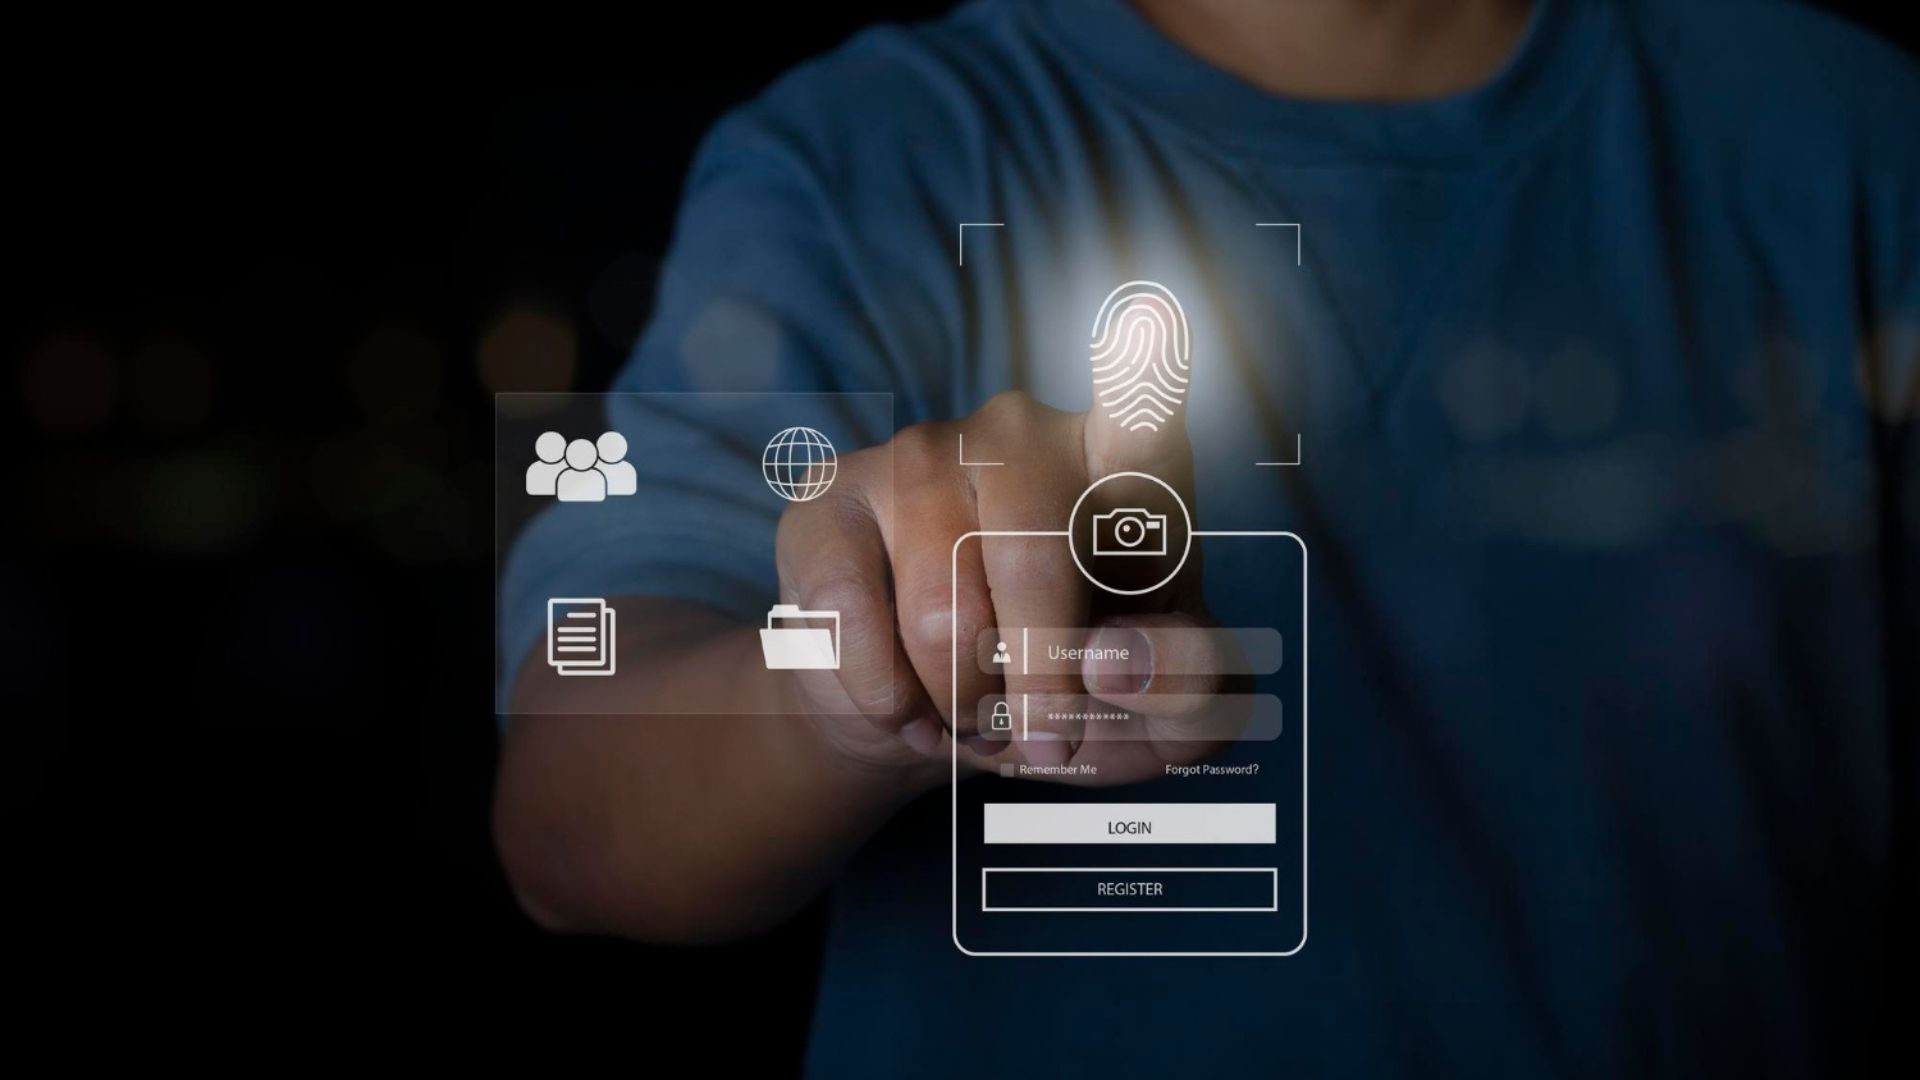 Username
************
Remember Me
Forgot Password?
LOGIN
REGISTER